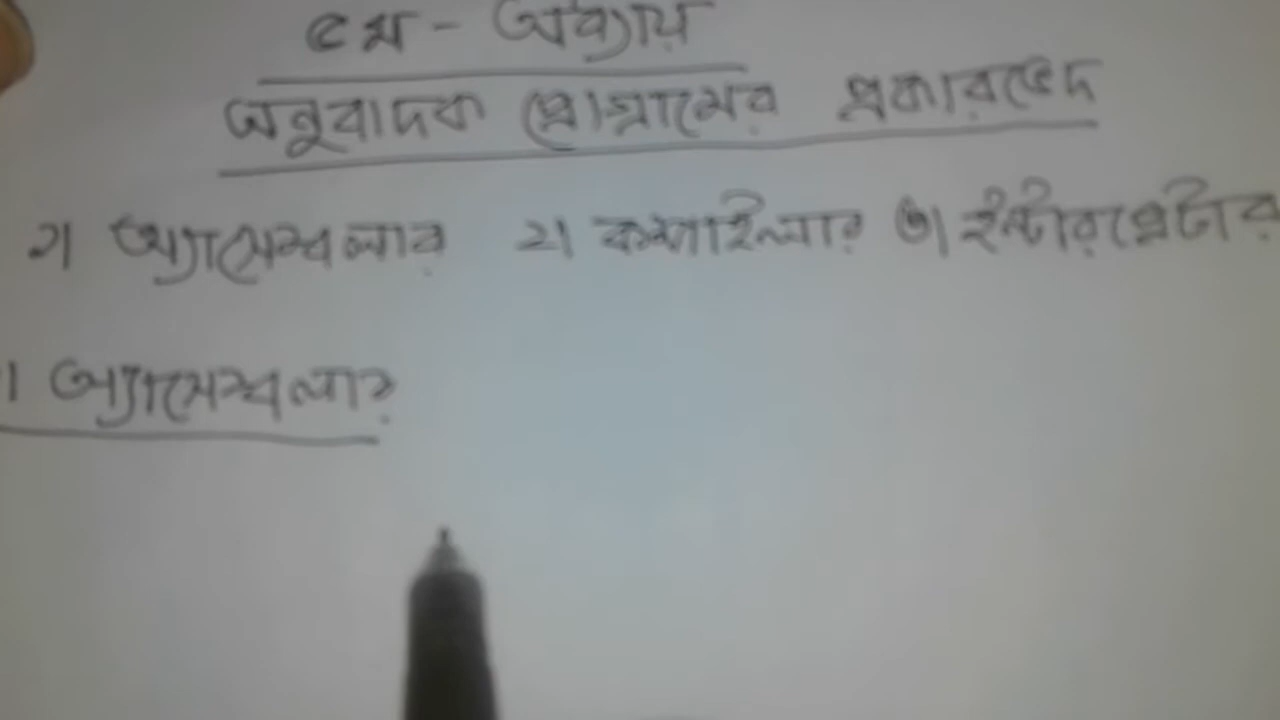 ৫ম - অধ্যায়
অনুবাদক প্রোগ্রামের প্রকারভেদ
১। অ্যাসেম্বলার ২। কম্পাইলার ৩। ইন্টারপ্রেটার
১। অ্যাসেম্বলার